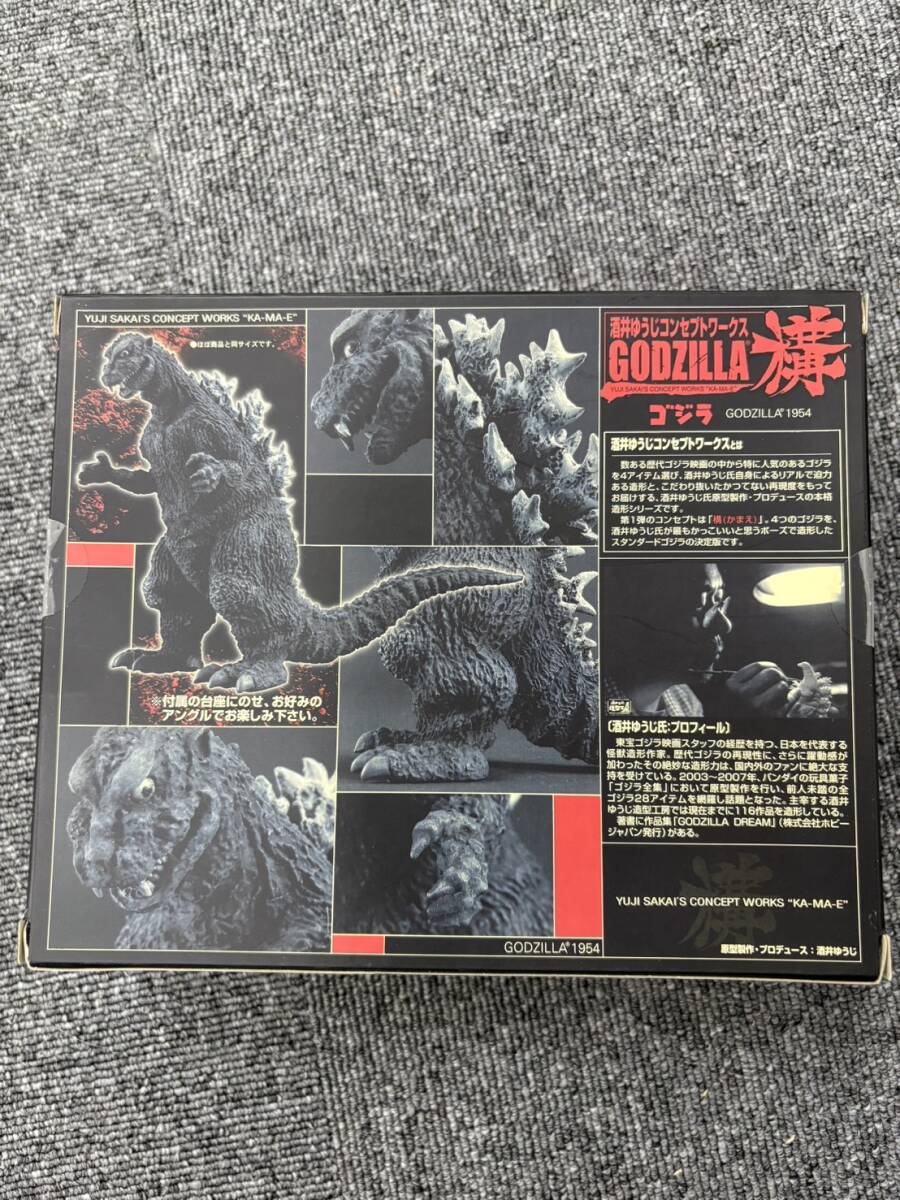 YUJI SAKAI'S CONCEPT WORKS "KA-MA-E"
●ほぼ商品と同サイズです。
※付属の台座にのせ、お好みの
アングルでお楽しみ下さい。
GODZILLA® 1954
酒井ゆうじコンセプトワークス
GODZILLA®
構
YUJI SAKAI'S CONCEPT WORKS "KA-MA-E"
ゴジラ GODZILLA® 1954
酒井ゆうじコンセプトワークスとは
数ある歴代ゴジラ映画の中から特に人気のあるゴジラ
を4アイテム選び、酒井ゆうじ氏自身によるリアルで迫力
ある造形と、こだわり抜いたかつてない再現度をもって
お届けする、酒井ゆうじ氏原型製作・プロデュースの本格
造形シリーズです。
第1弾のコンセプトは「構(かまえ)」。4つのゴジラを、
酒井ゆうじ氏が最もかっこいいと思うポーズで造形した
スタンダードゴジラの決定版です。
〔酒井ゆうじ氏:プロフィール〕
東宝ゴジラ映画スタッフの経歴を持つ、日本を代表する
怪獣造形作家。歴代ゴジラの再現性に、さらに躍動感が
加わったその絶妙な造形力は、国内外のファンに絶大な支
持を受けている。2003〜2007年、バンダイの玩具菓子
「ゴジラ全集」において原型製作を行い、前人未踏の全
ゴジラ28アイテムを網羅し話題となった。主宰する酒井
ゆうじ造形工房では現在までに116作品を造形している。
著書に作品集「GODZILLA DREAM」(株式会社ホビー
ジャパン発行)がある。
構
YUJI SAKAI'S CONCEPT WORKS "KA-MA-E"
原型製作・プロデュース:酒井ゆうじ